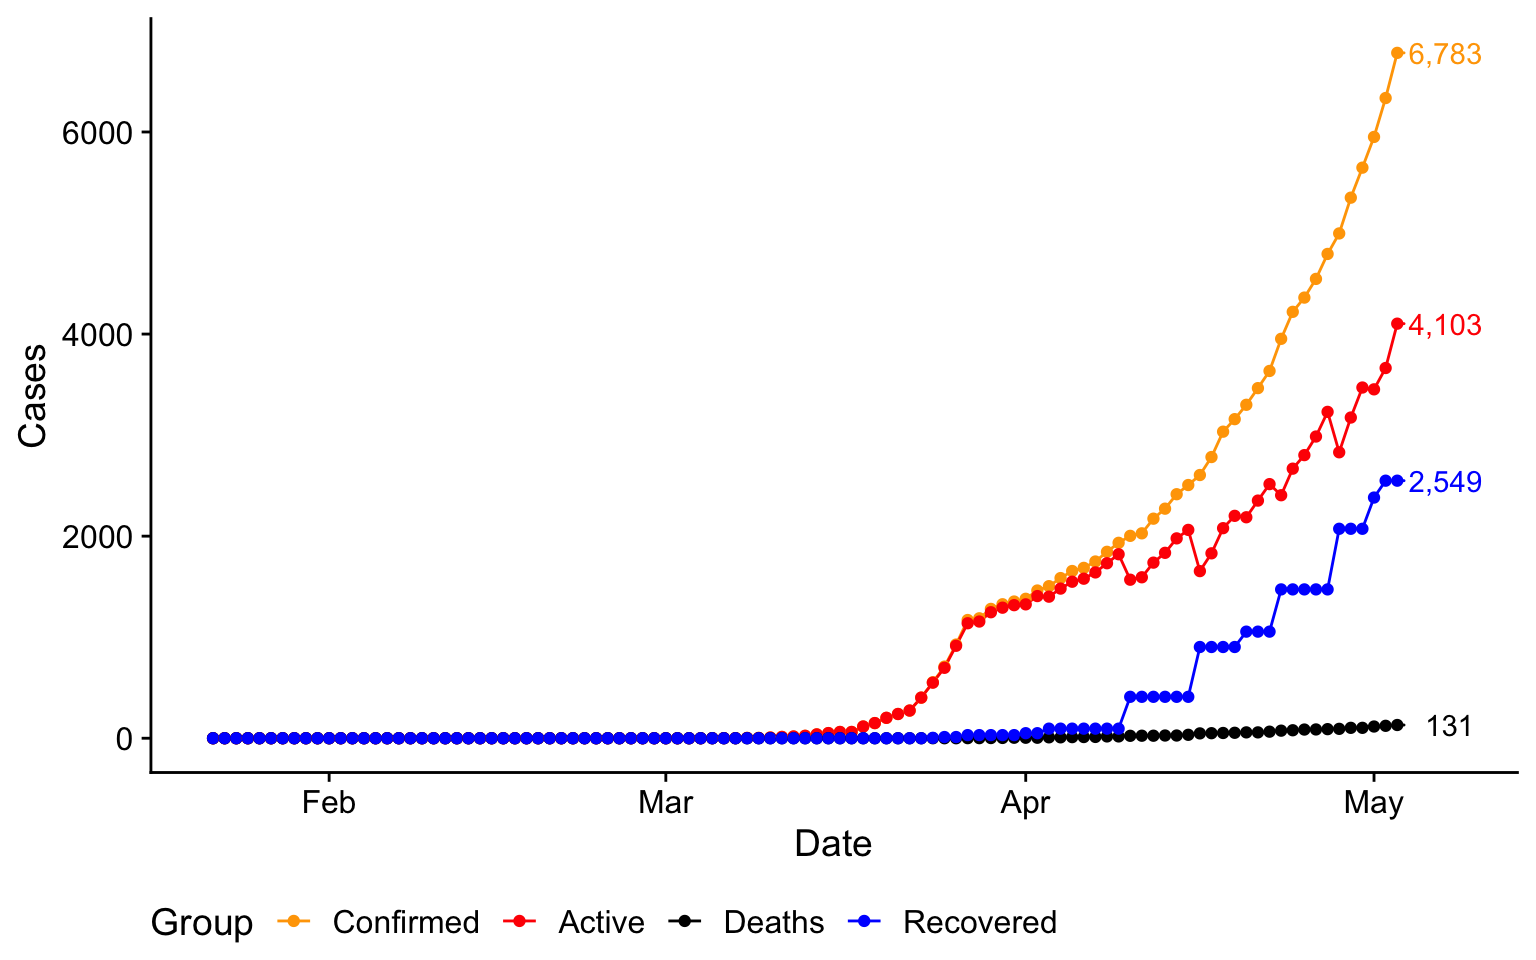 6,783
6000
4,103
4000
Cases
2,549
2000
131
0
Feb Mar Apr May
Date
Group Confirmed Active Deaths Recovered